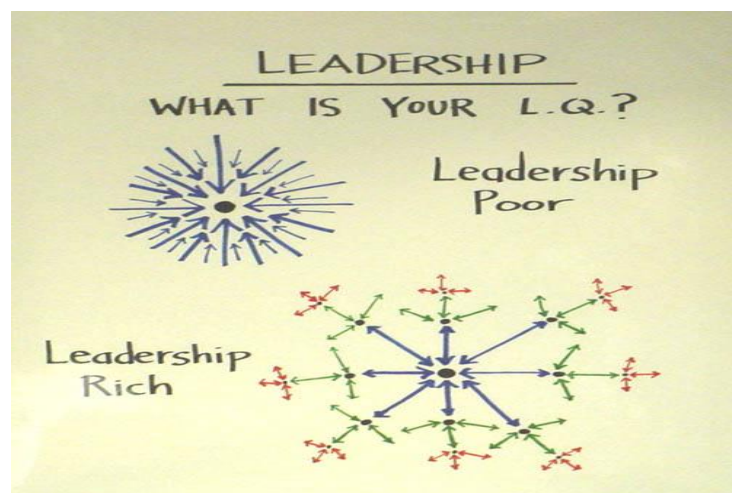 LEADERSHIP
WHAT IS YOUR L.Q.?
Leadership
Poor
Leadership
Rich